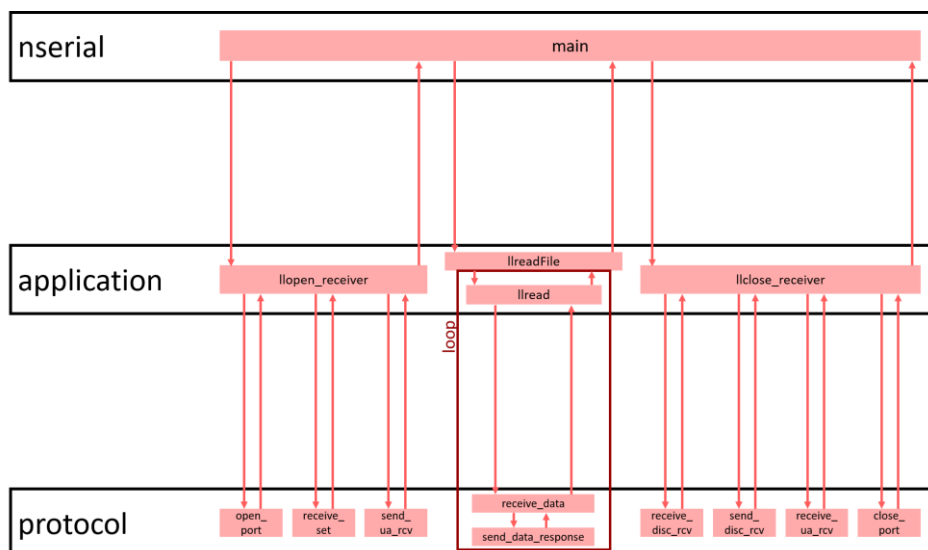 nserial
main
application
llopen_receiver
llreadFile
llread
llclose_receiver
loop
protocol
open_
port
receive_
set
send_
ua_rcv
receive_data
send_data_response
receive_
disc_rcv
send_
disc_rcv
receive_
ua_rcv
close_
port